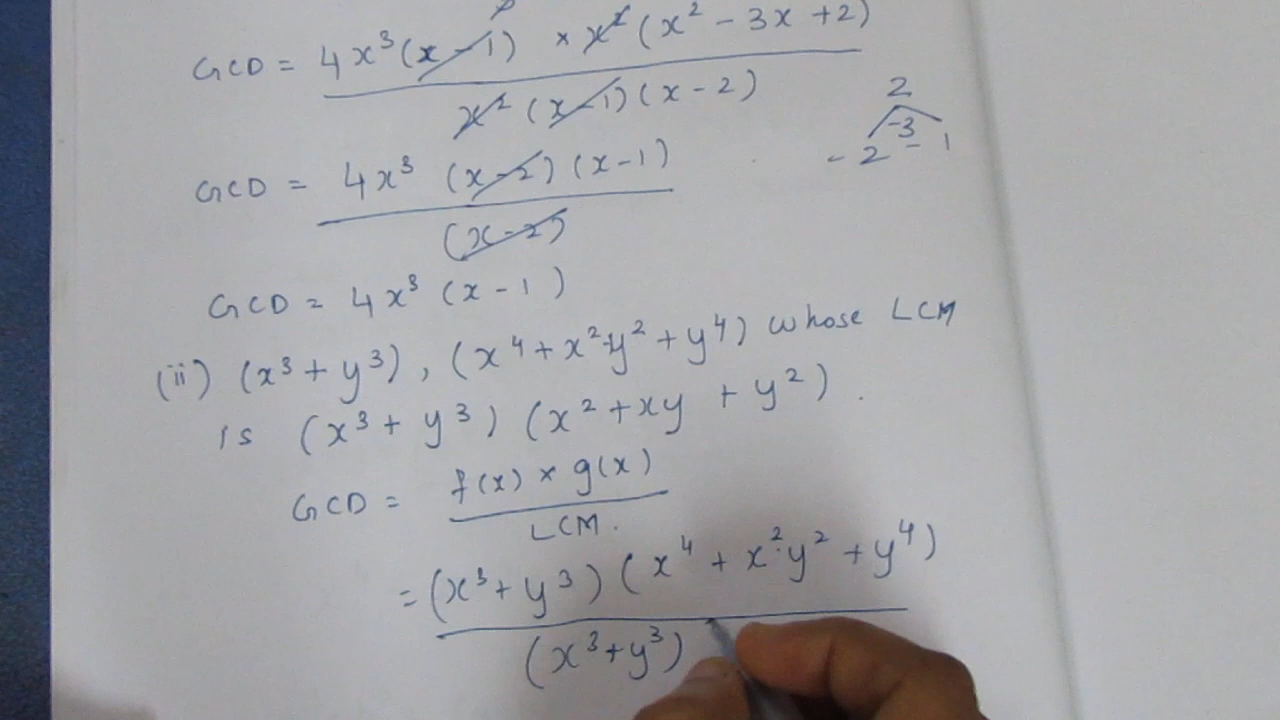 GCD = 4x³(x-1) × x²(x² - 3x + 2)
x² (x-1)(x-2)
2
-3
-2 -1
GCD = 4x³ (x-2)(x-1)
(x-2)
GCD = 4x³ (x-1)
(ii) (x³+y³), (x⁴+x²y²+y⁴) whose LCM
is (x³+y³) (x²+xy+y²).
GCD = f(x) × g(x)
LCM.
= (x³+y³)(x⁴+x²·y²+y⁴)
(x³+y³)